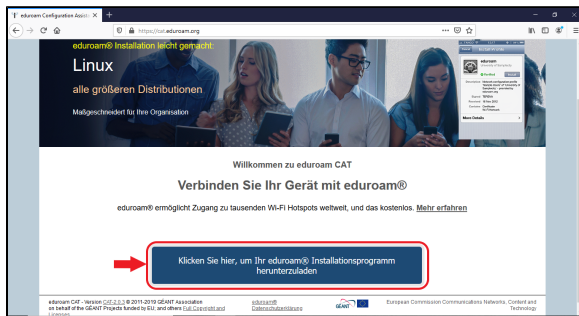 eduroam Configuration Assista
https://cat.eduroam.org
eduroam® Installation leicht gemacht:
Linux
alle größeren Distributionen
Maßgeschneidert für Ihre Organisation
eduroam
More Details
Willkommen zu eduroam CAT
Verbinden Sie Ihr Gerät mit eduroam®
eduroam® ermöglicht Zugang zu tausenden Wi-Fi Hotspots weltweit, und das kostenlos. Mehr erfahren
Klicken Sie hier, um Ihr eduroam® Installationsprogramm
herunterzuladen
eduroam CAT - Version CAT-2.0.3 © 2011-2019 GÉANT Association
on behalf of the GÉANT Projects funded by EU; and others Full Copyright and
Licenses
eduroam®
Datenschutzerklärung
GÉANT
European Commission Communications Networks, Content and
Technology